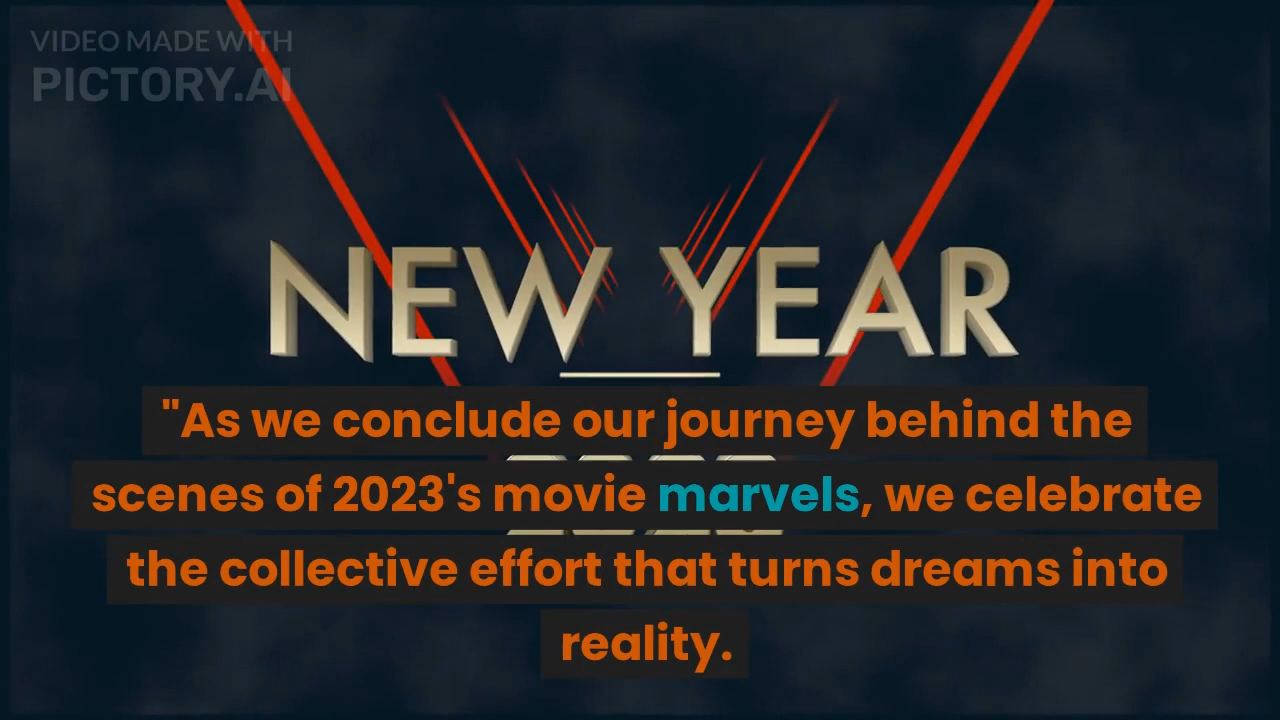 VIDEO MADE WITH
PICTORY.AI
NEW YEAR
"As we conclude our journey behind the
scenes of 2023's movie marvels, we celebrate
the collective effort that turns dreams into
reality.